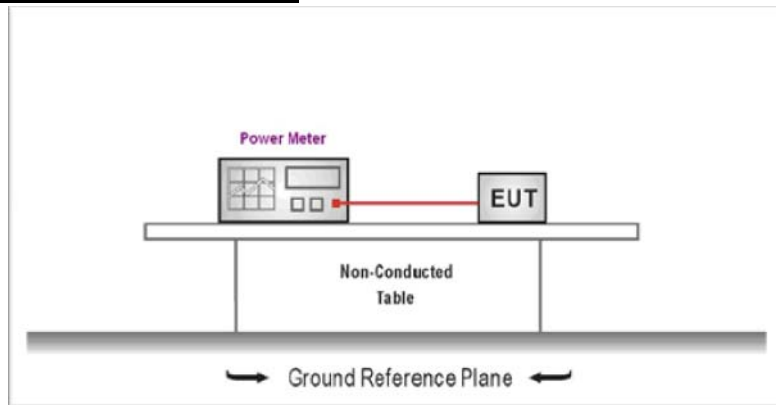 Power Meter
EUT
Non-Conducted
Table
Ground Reference Plane